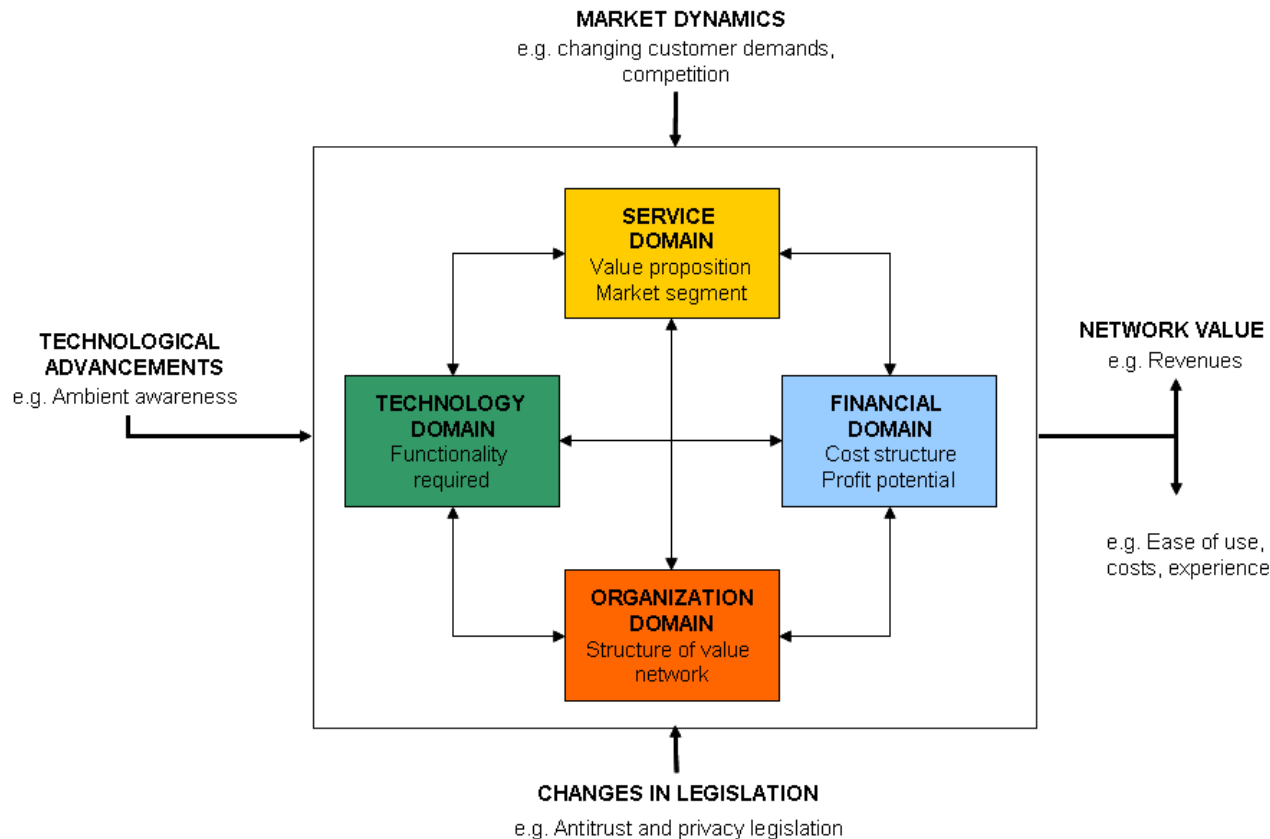 MARKET DYNAMICS
e.g. changing customer demands,
competition
SERVICE
DOMAIN
Value proposition
Market segment
TECHNOLOGICAL
ADVANCEMENTS
e.g. Ambient awareness
TECHNOLOGY
DOMAIN
Functionality
required
FINANCIAL
DOMAIN
Cost structure
Profit potential
NETWORK VALUE
e.g. Revenues
e.g. Ease of use,
costs, experience
ORGANIZATION
DOMAIN
Structure of value
network
CHANGES IN LEGISLATION
e.g. Antitrust and privacy legislation